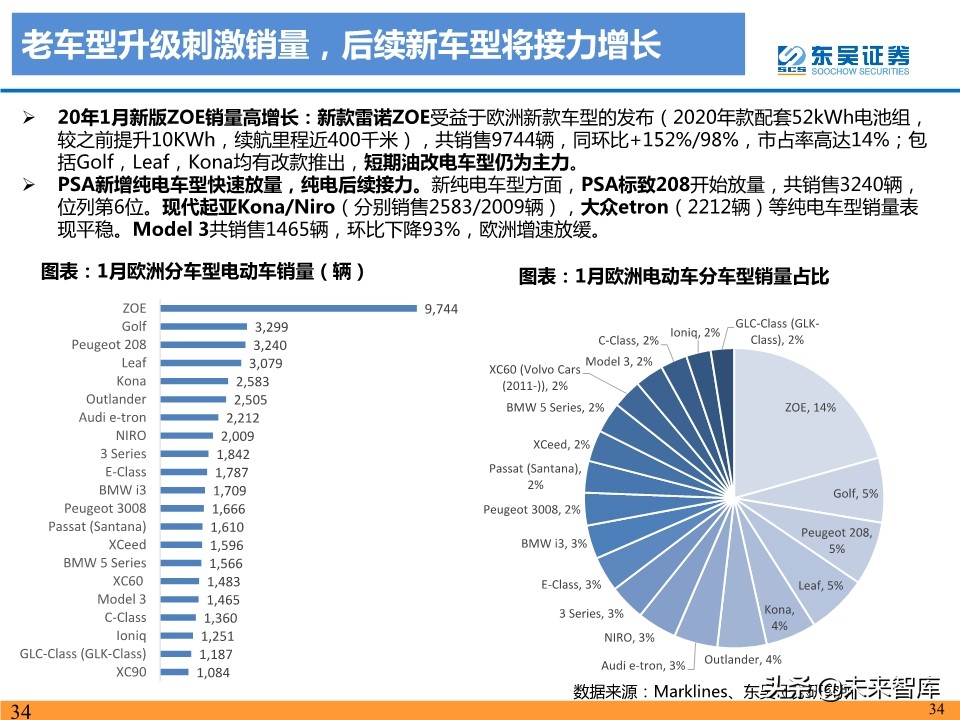 老车型升级刺激销量，后续新车型将接力增长
SCS
东吴证券
SOOCHOW SECURITIES
➢ 20年1月新版ZOE销量高增长：新款雷诺ZOE受益于欧洲新款车型的发布（2020年款配套52kWh电池组，
较之前提升10KWh，续航里程近400千米），共销售9744辆，同环比+152%/98%，市占率高达14%；包
括Golf，Leaf，Kona均有改款推出，短期油改电车型仍为主力。
➢ PSA新增纯电车型快速放量，纯电后续接力。新纯电车型方面，PSA标致208开始放量，共销售3240辆，
位列第6位。现代起亚Kona/Niro（分别销售2583/2009辆），大众etron（2212辆）等纯电车型销量表
现平稳。Model 3共销售1465辆，环比下降93%，欧洲增速放缓。
图表：1月欧洲分车型电动车销量（辆）
ZOE 9,744
Golf 3,299
Peugeot 208 3,240
Leaf 3,079
Kona 2,583
Outlander 2,505
Audi e-tron 2,212
NIRO 2,009
3 Series 1,842
E-Class 1,787
BMW i3 1,709
Peugeot 3008 1,666
Passat (Santana) 1,610
XCeed 1,596
BMW 5 Series 1,566
XC60 1,483
Model 3 1,465
C-Class 1,360
Ioniq 1,251
GLC-Class (GLK-Class) 1,187
XC90 1,084
图表：1月欧洲电动车分车型销量占比
ZOE, 14%
Golf, 5%
Peugeot 208,
5%
Leaf, 5%
Kona,
4%
Outlander, 4%
Audi e-tron, 3%
NIRO, 3%
3 Series, 3%
E-Class, 3%
BMW i3, 3%
Peugeot 3008, 2%
Passat (Santana),
2%
XCeed, 2%
BMW 5 Series, 2%
XC60 (Volvo Cars
(2011-)), 2%
Model 3, 2%
C-Class, 2%
Ioniq, 2%
GLC-Class (GLK-
Class), 2%
数据来源：Marklines、东吴
头条@未来智库
34
34